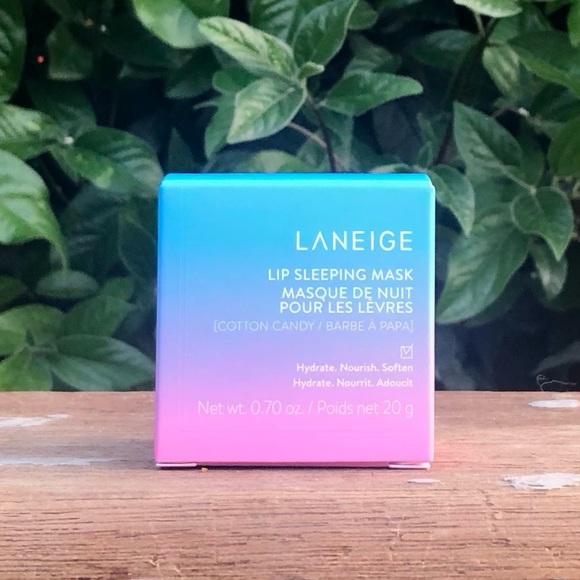 LANEIGE
LIP SLEEPING MASK
MASQUE DE NUIT
POUR LES LÈVRES
[COTTON CANDY / BARBE À PAPA]
Hydrate. Nourish. Soften
Hydrate. Nourrit. Adoucit
Net wt. 0.70 oz. / Poids net 20 g